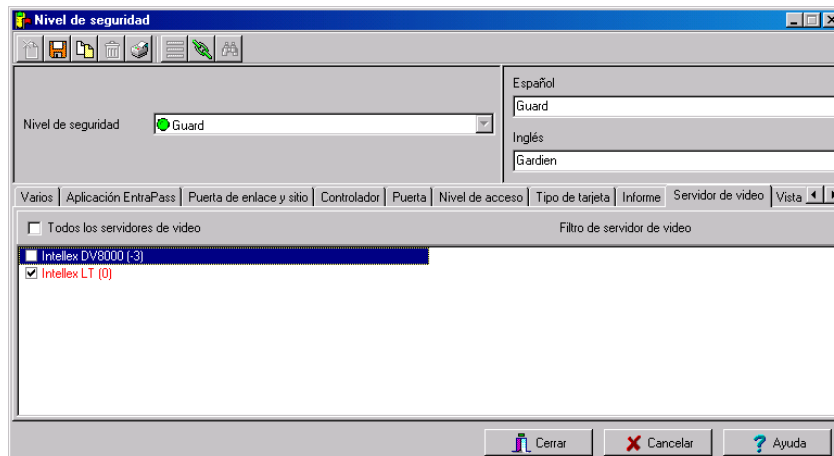 Nivel de seguridad
Español
Guard
Nivel de seguridad
Guard
Inglés
Gardien
Varios Aplicación EntraPass Puerta de enlace y sitio Controlador Puerta Nivel de acceso Tipo de tarjeta Informe Servidor de video Vista
Todos los servidores de video Filtro de servidor de video
Intellex DV8000 (-3)
Intellex LT (0)
Cerrar Cancelar Ayuda